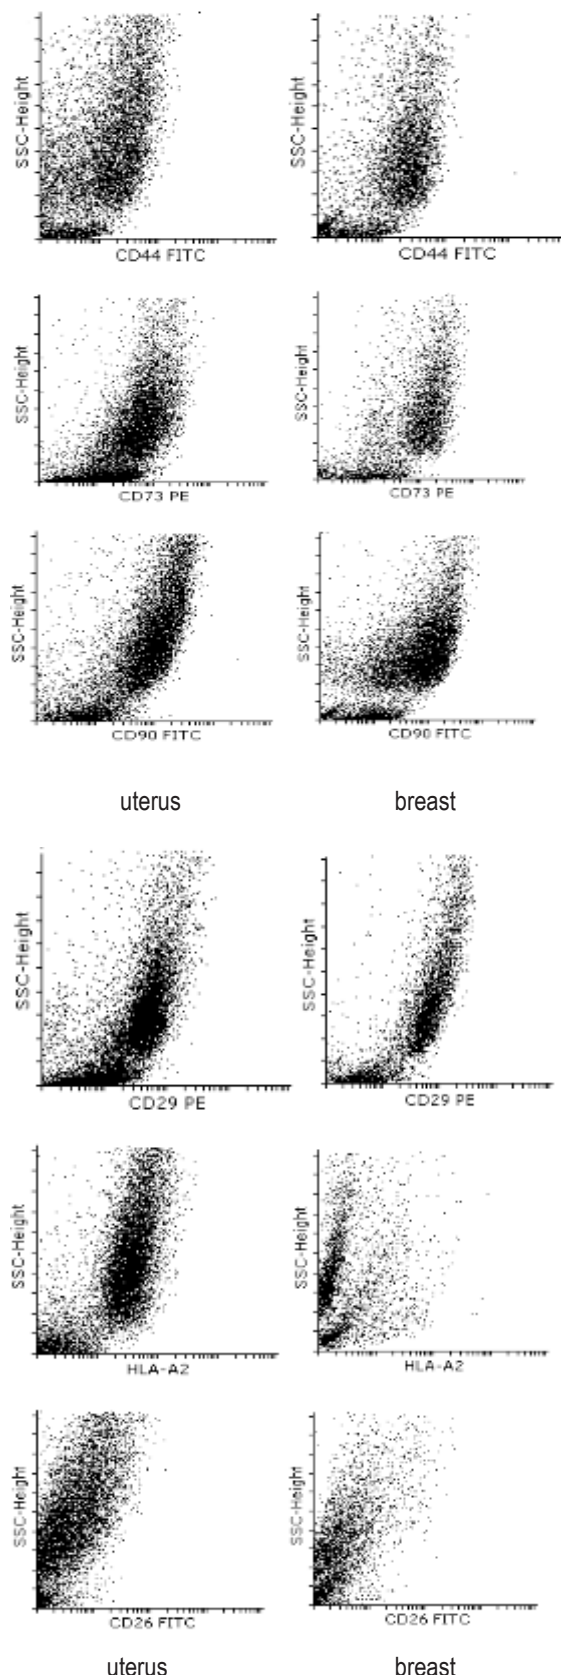 SSC-Height SSC-Height
CD44 FITC CD44 FITC
SSC-Height SSC-Height
CD73 PE CD73 PE
SSC-Height SSC-Height
CD90 FITC CD90 FITC
uterus breast
SSC-Height SSC-Height
CD29 PE CD29 PE
SSC-Height SSC-Height
HLA-A2 HLA-A2
SSC-Height SSC-Height
CD26 FITC CD26 FITC
uterus breast